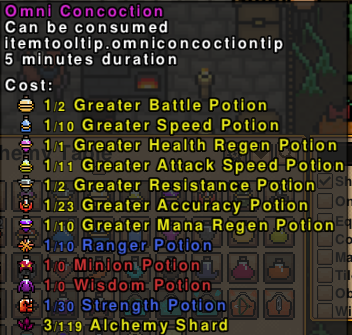 Omni Concoction
Can be consumed
itemtooltip.omniconcoctiontip
5 minutes duration
Cost:
1/2 Greater Battle Potion
1/10 Greater Speed Potion
1/1 Greater Health Regen Potion
1/11 Greater Attack Speed Potion
1/2 Greater Resistance Potion
1/23 Greater Accuracy Potion
1/10 Greater Mana Regen Potion
1/10 Ranger Potion
1/0 Minion Potion
1/0 Wisdom Potion
1/30 Strength Potion
3/119 Alchemy Shard